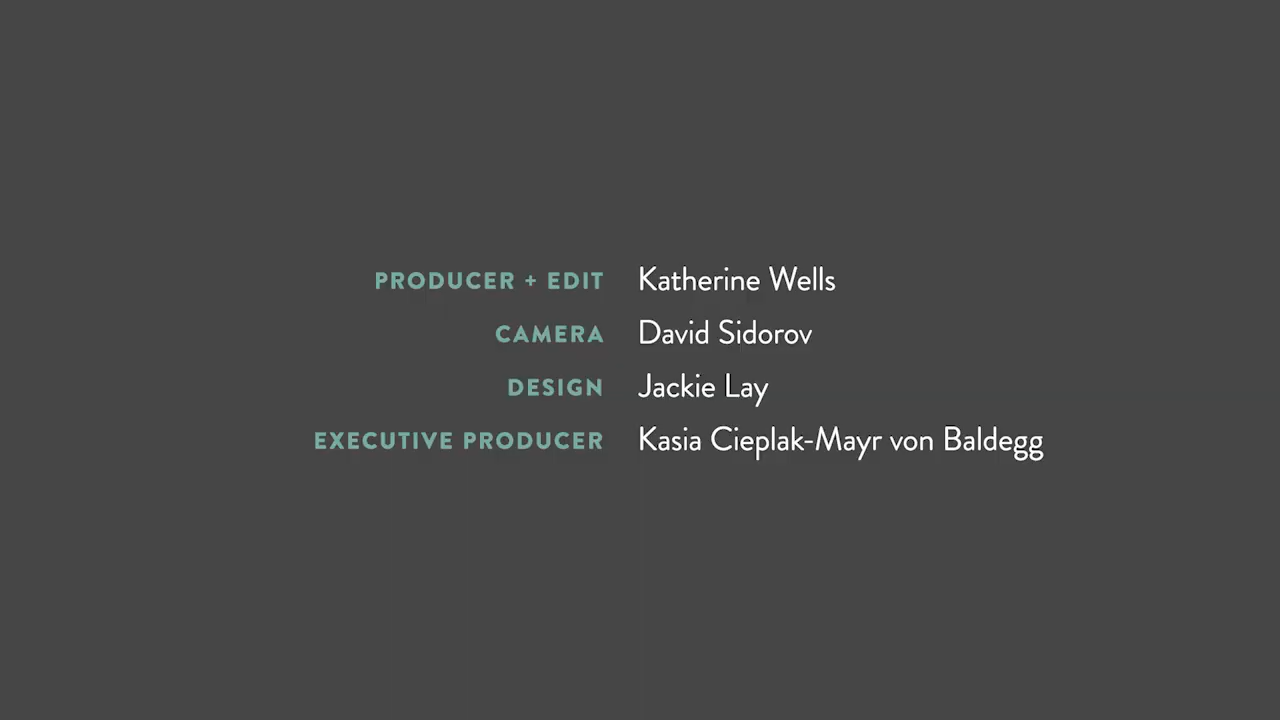 PRODUCER + EDIT Katherine Wells
CAMERA David Sidorov
DESIGN Jackie Lay
EXECUTIVE PRODUCER Kasia Cieplak-Mayr von Baldegg